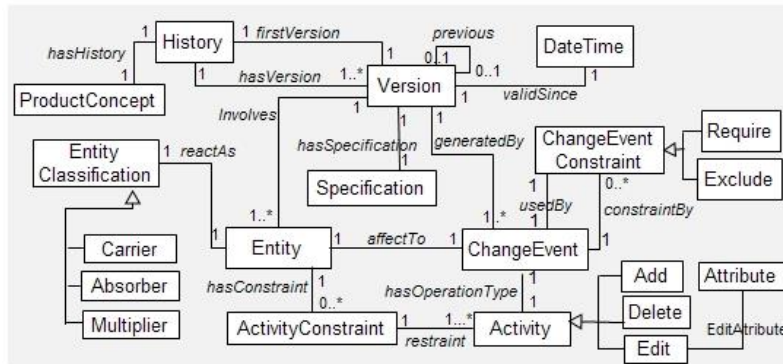 previous
1
History
1
firstVersion
DateTime
hasHistory
1
1
0..1
1
hasVersion
1..*
0..1
1
ProductConcept
Version
validSince
Involves
1
1
1
1
hasSpecification
generatedBy
ChangeEvent
Constraint
Require
Entity
Classification
1
reactAs
1
Exclude
Specification
1
0..*
usedBy
constraintBy
1..*
1..*
1
1
1
Entity
1
affectTo
1
ChangeEvent
Carrier
Absorber
Multiplier
hasConstraint
1
1
hasOperationType
Add
Attribute
0..*
1
Delete
ActivityConstraint
1
1...*
Activity
EditAtribute
restraint
Edit